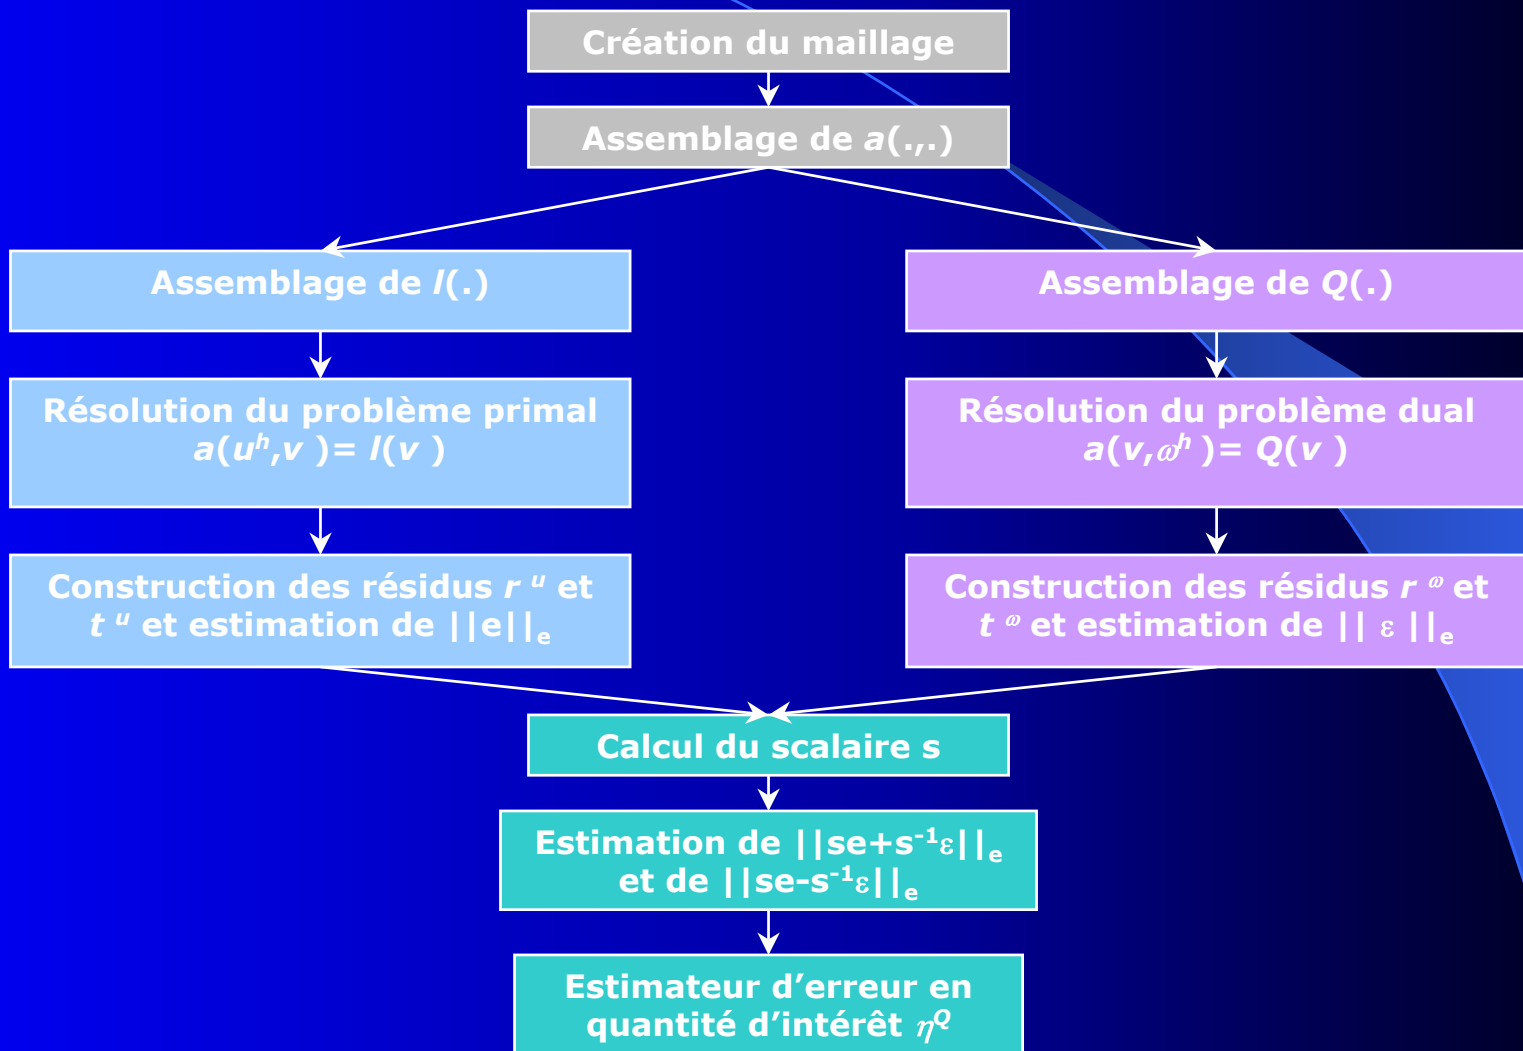 Création du maillage
Assemblage de a(.,.)
Assemblage de l(.)
Assemblage de Q(.)
Résolution du problème primal
a(uʰ,v )= l(v )
Résolution du problème dual
a(v,ωʰ )= Q(v )
Construction des résidus r ᵘ et
t ᵘ et estimation de ||e||ₑ
Construction des résidus r ^ω et
t ^ω et estimation de || ε ||ₑ
Calcul du scalaire s
Estimation de ||se+s⁻¹ε||ₑ
et de ||se–s⁻¹ε||ₑ
Estimateur d’erreur en
quantité d’intérêt η^Q